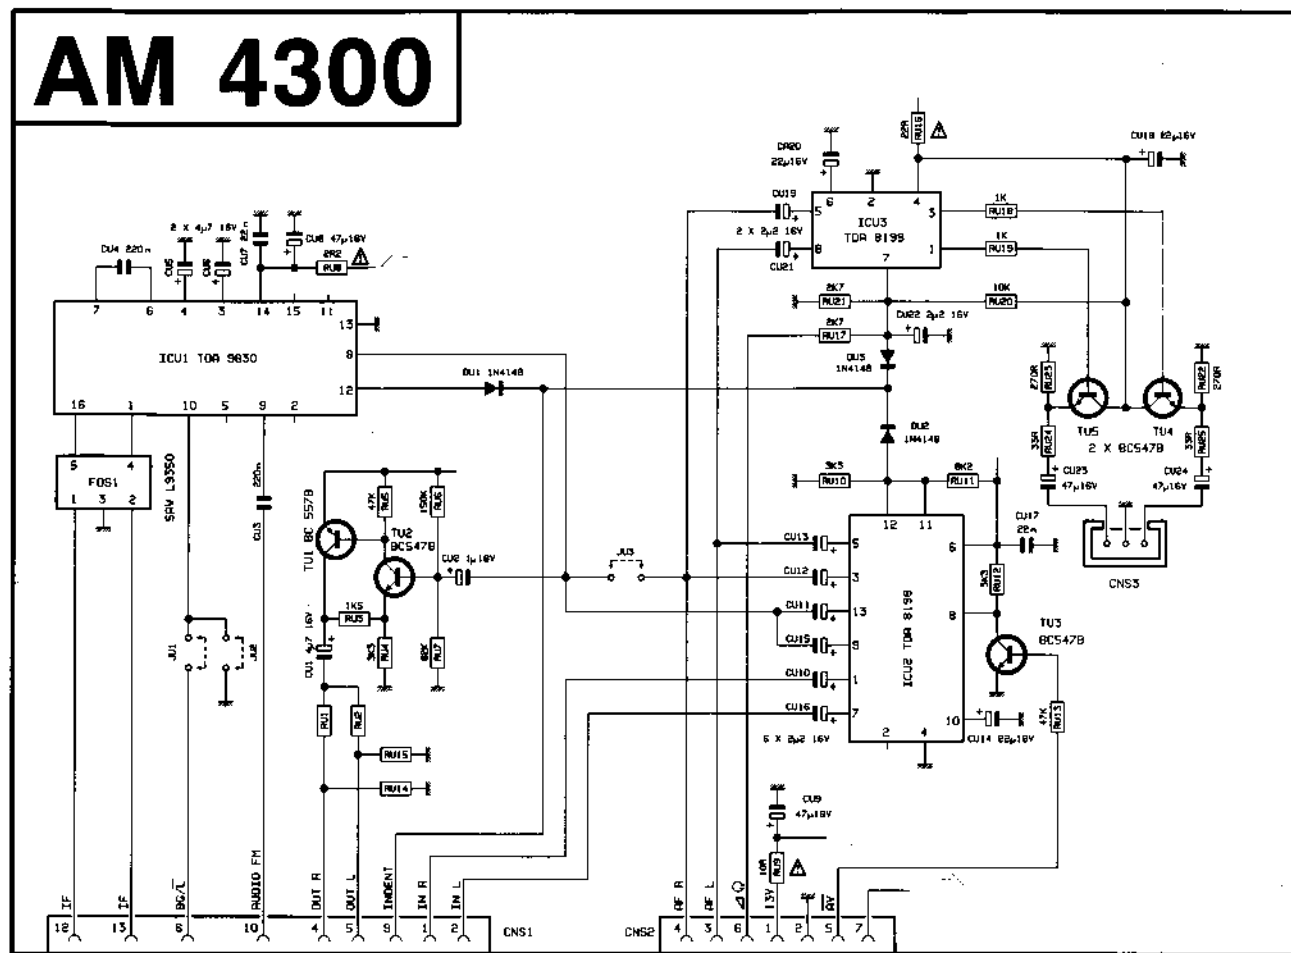 AM 4300
22R
RU16
CU18 22µ16V
CA20
22µ16V
CU19
6
2
4
5
ICU3
TDA 8199
3
1K
RU18
2 X 2µ2 16V
8
1
1K
RU19
CU21
7
2 X 4µ7 16V
CU4 220n
CU5
CU6
CU7 22n
CU8 47µ16V
2R2
RU8
2K7
RU21
10K
RU20
7
6
4
3
14
15
11
13
2K7
RU17
CU22 2µ2 16V
ICU1 TDA 9830
8
DU3
1N4148
DU1 1N4148
12
270R
RU23
RU22
270R
16
1
10
5
9
2
TU5
TU4
2 X BC547B
DU2
1N4148
33R
RU24
33R
RU25
5
4
FOS1
1
3
2
SAV L9350
220n
CU3
TU1 BC 557B
47K
RU5
150K
RU6
3K3
RU10
8K2
RU11
CU23
47µ16V
CU24
47µ16V
TU2
BC547B
CU2 1µ16V
JU3
12
11
CU13
5
6
CU17
22n
CU12
3
3K9
RU12
CNS3
1K5
RU3
CU11
13
8
TU3
BC547B
CU1 4µ7 16V
3K3
RU4
82K
RU7
CU15
9
ICU2 TDA 8198
JU1
JU2
CU10
1
RU1
RU2
CU16
7
10
47K
RU13
6 X 2µ2 16V
2
4
CU14 22µ16V
RU15
RU14
CU9
47µ16V
10R
RU9
IF
IF
BG/L
AUDIO FM
OUT R
OUT L
INDENT
IN R
IN L
AF R
AF L
13V
AV
12
13
6
10
4
5
9
1
2
CNS1
CNS2
4
3
6
1
2
5
7